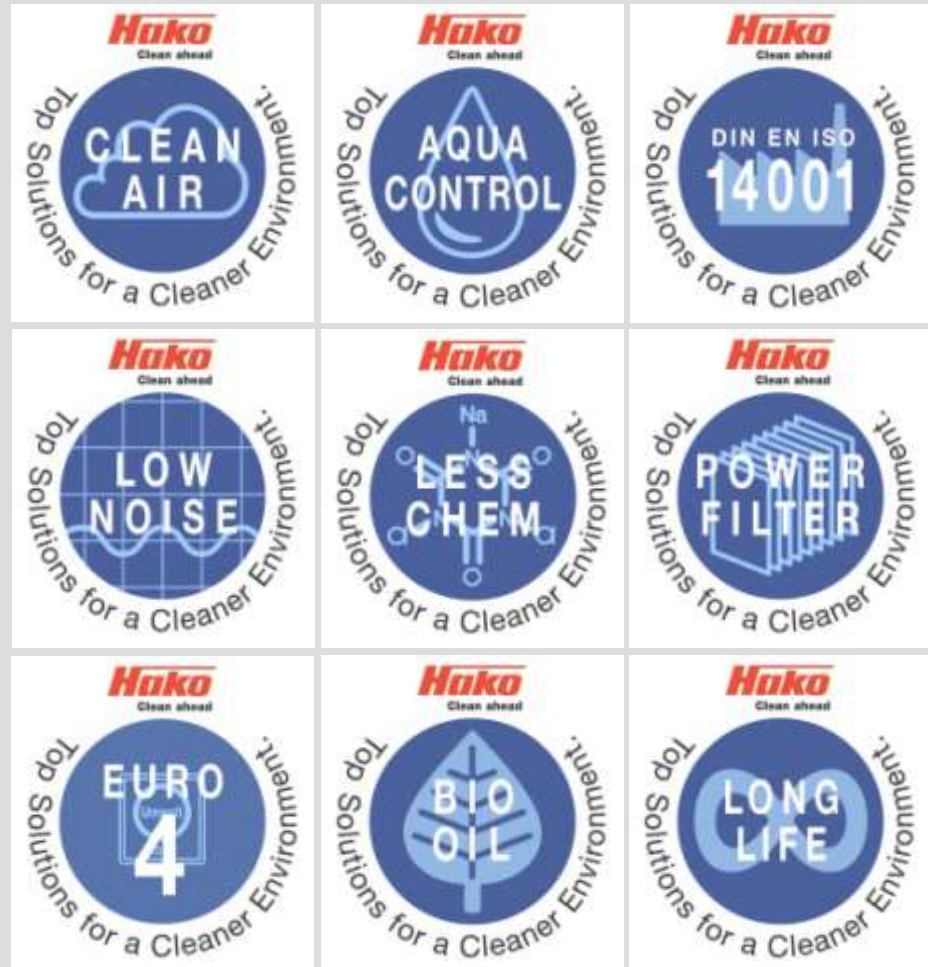 Hako
Clean ahead
CLEAN
AIR
Top Solutions for a Cleaner Environment.
Hako
Clean ahead
AQUA
CONTROL
Top Solutions for a Cleaner Environment.
Hako
Clean ahead
DIN EN ISO
14001
Top Solutions for a Cleaner Environment.
Hako
Clean ahead
LOW
NOISE
Top Solutions for a Cleaner Environment.
Hako
Clean ahead
Na
LESS
CHEM
Top Solutions for a Cleaner Environment.
Hako
Clean ahead
POWER
FILTER
Top Solutions for a Cleaner Environment.
Hako
Clean ahead
EURO
4
Top Solutions for a Cleaner Environment.
Hako
Clean ahead
BIO
OIL
Top Solutions for a Cleaner Environment.
Hako
Clean ahead
LONG
LIFE
Top Solutions for a Cleaner Environment.